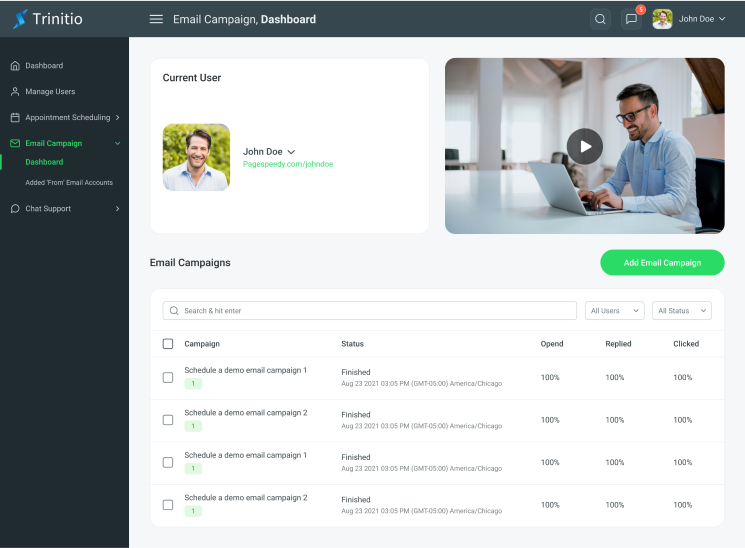 Trinitio
Email Campaign, Dashboard
5
John Doe
Dashboard
Manage Users
Appointment Scheduling
Email Campaign
Dashboard
Added 'From' Email Accounts
Chat Support
Current User
John Doe
Pagespeedy.com/johndoe
Email Campaigns
Add Email Campaign
Search & hit enter
All Users
All Status
Campaign Status Opend Replied Clicked
Schedule a demo email campaign 1
1
Finished
Aug 23 2021 03:05 PM (GMT-05:00) America/Chicago
100% 100% 100%
Schedule a demo email campaign 2
1
Finished
Aug 23 2021 03:05 PM (GMT-05:00) America/Chicago
100% 100% 100%
Schedule a demo email campaign 1
1
Finished
Aug 23 2021 03:05 PM (GMT-05:00) America/Chicago
100% 100% 100%
Schedule a demo email campaign 2
1
Finished
Aug 23 2021 03:05 PM (GMT-05:00) America/Chicago
100% 100% 100%